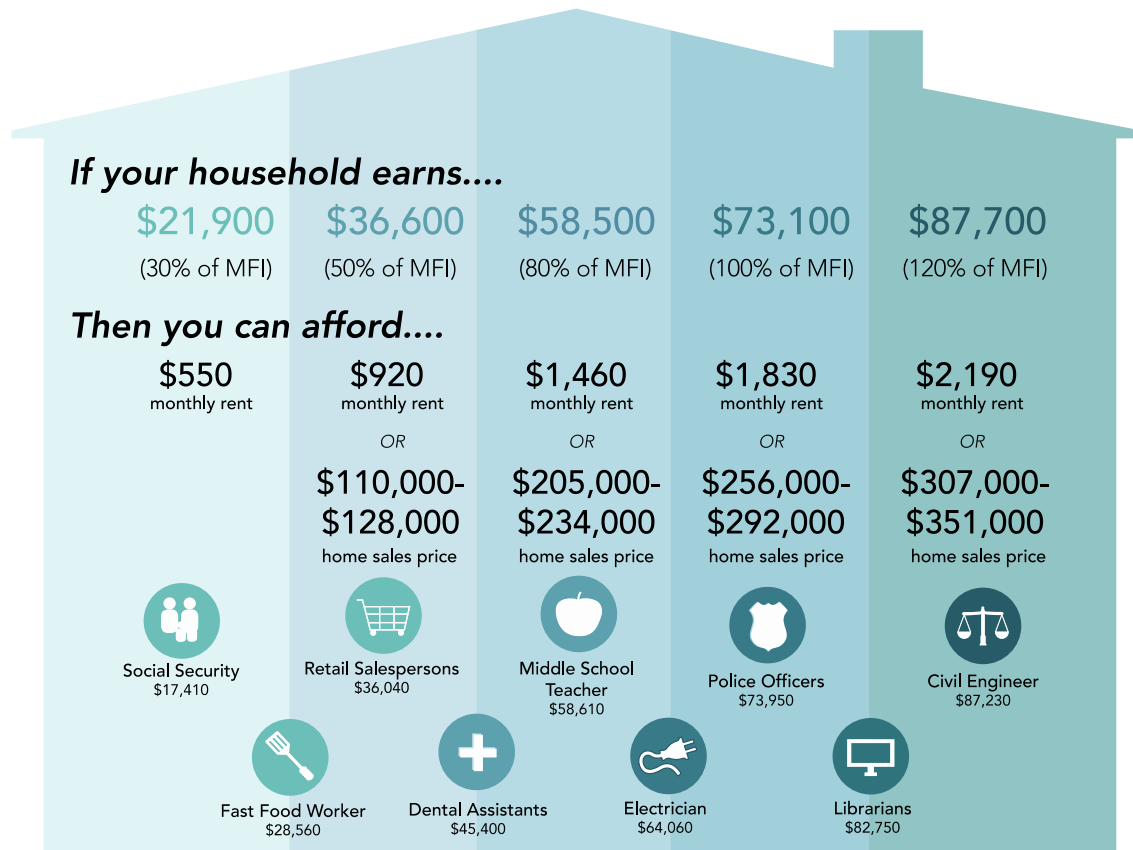 If your household earns....
$21,900 $36,600 $58,500 $73,100 $87,700
(30% of MFI) (50% of MFI) (80% of MFI) (100% of MFI) (120% of MFI)
Then you can afford....
$550 $920 $1,460 $1,830 $2,190
monthly rent monthly rent monthly rent monthly rent monthly rent
OR OR OR OR
$110,000- $205,000- $256,000- $307,000-
$128,000 $234,000 $292,000 $351,000
home sales price home sales price home sales price home sales price
Social Security
$17,410
Retail Salespersons
$36,040
Middle School
Teacher
$58,610
Police Officers
$73,950
Civil Engineer
$87,230
Fast Food Worker
$28,560
Dental Assistants
$45,400
Electrician
$64,060
Librarians
$82,750